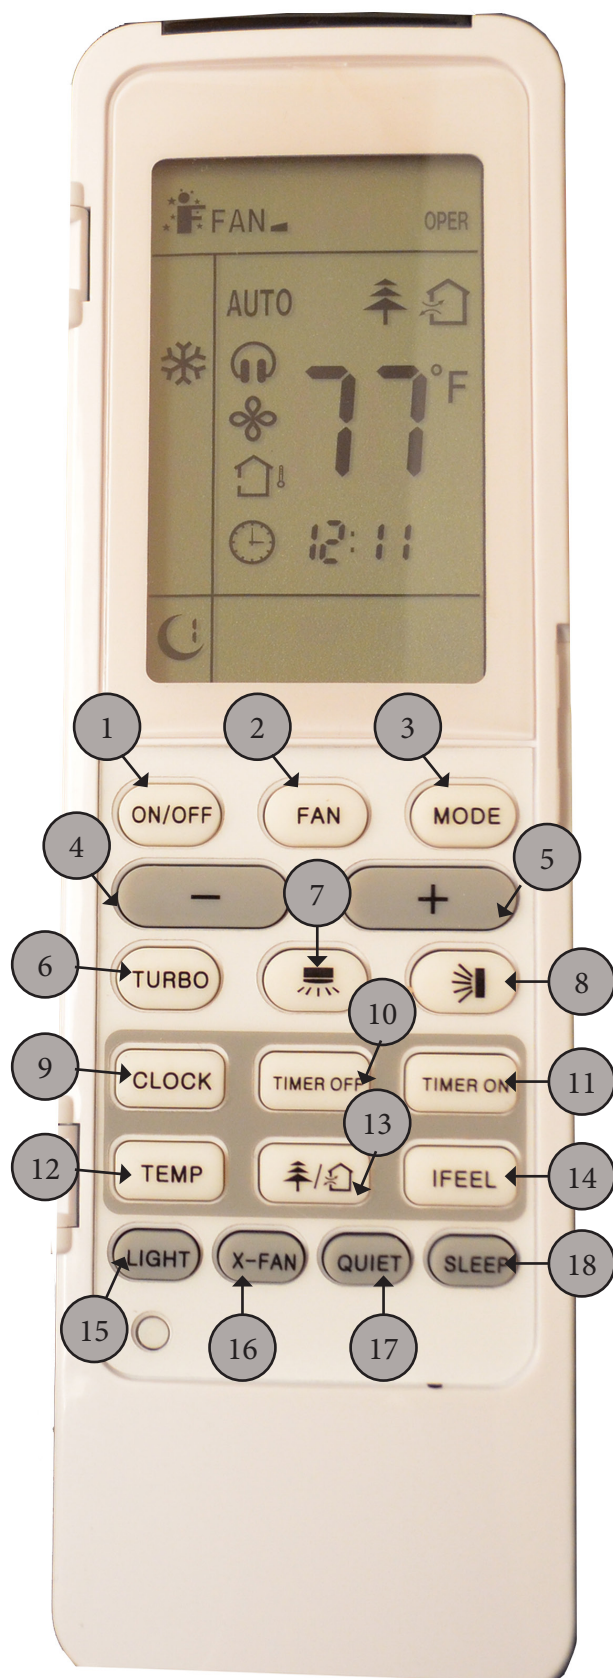 FAN OPER
AUTO
77°F
12:11
1
1 2 3
ON/OFF FAN MODE
4 7 5
- +
6 8
TURBO
10
9 11
CLOCK TIMER OFF TIMER ON
13
12 14
TEMP / IFEEL
LIGHT X-FAN QUIET SLEEP
18
15 16 17